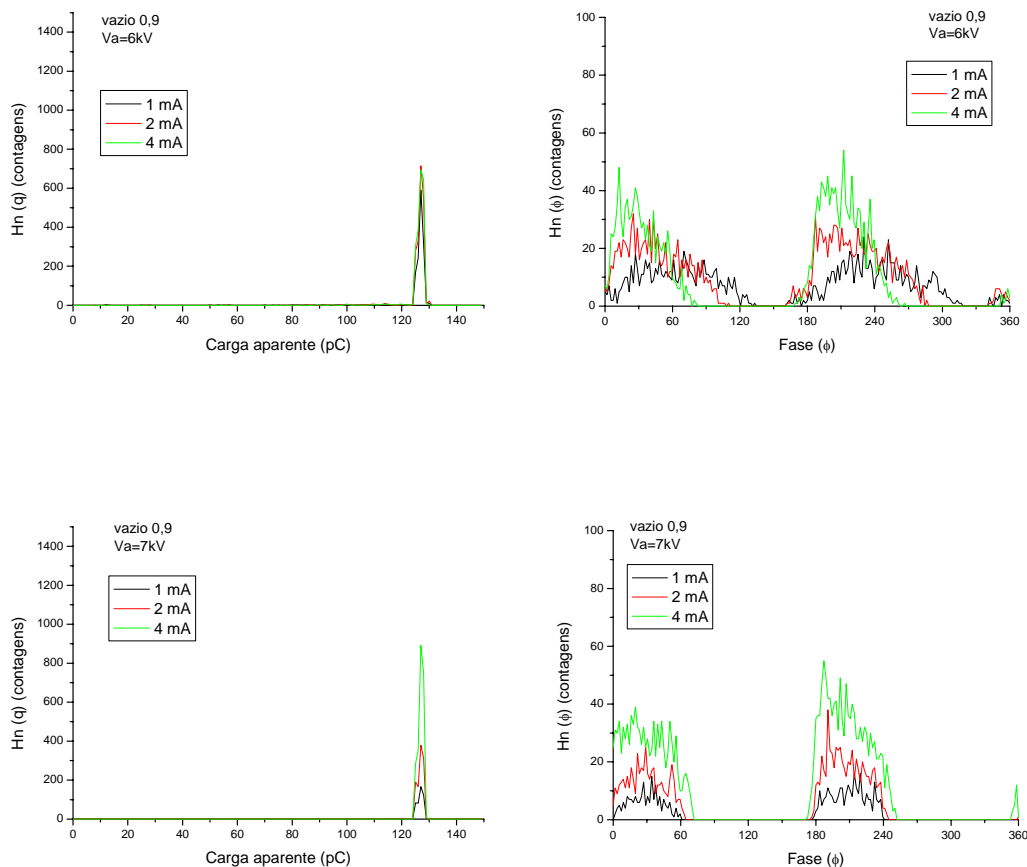 vazio 0,9
Va=6kV
1 mA
2 mA
4 mA
Hn (q) (contagens)
1400
1200
1000
800
600
400
200
0
0 20 40 60 80 100 120 140
Carga aparente (pC)
vazio 0,9
Va=6kV
1 mA
2 mA
4 mA
Hn (ϕ) (contagens)
100
80
60
40
20
0
0 60 120 180 240 300 360
Fase (ϕ)
vazio 0,9
Va=7kV
1 mA
2 mA
4 mA
Hn (q) (contagens)
1400
1200
1000
800
600
400
200
0
0 20 40 60 80 100 120 140
Carga aparente (pC)
vazio 0,9
Va=7kV
1 mA
2 mA
4 mA
Hn (ϕ) (contagens)
100
80
60
40
20
0
0 60 120 180 240 300 360
Fase (ϕ)